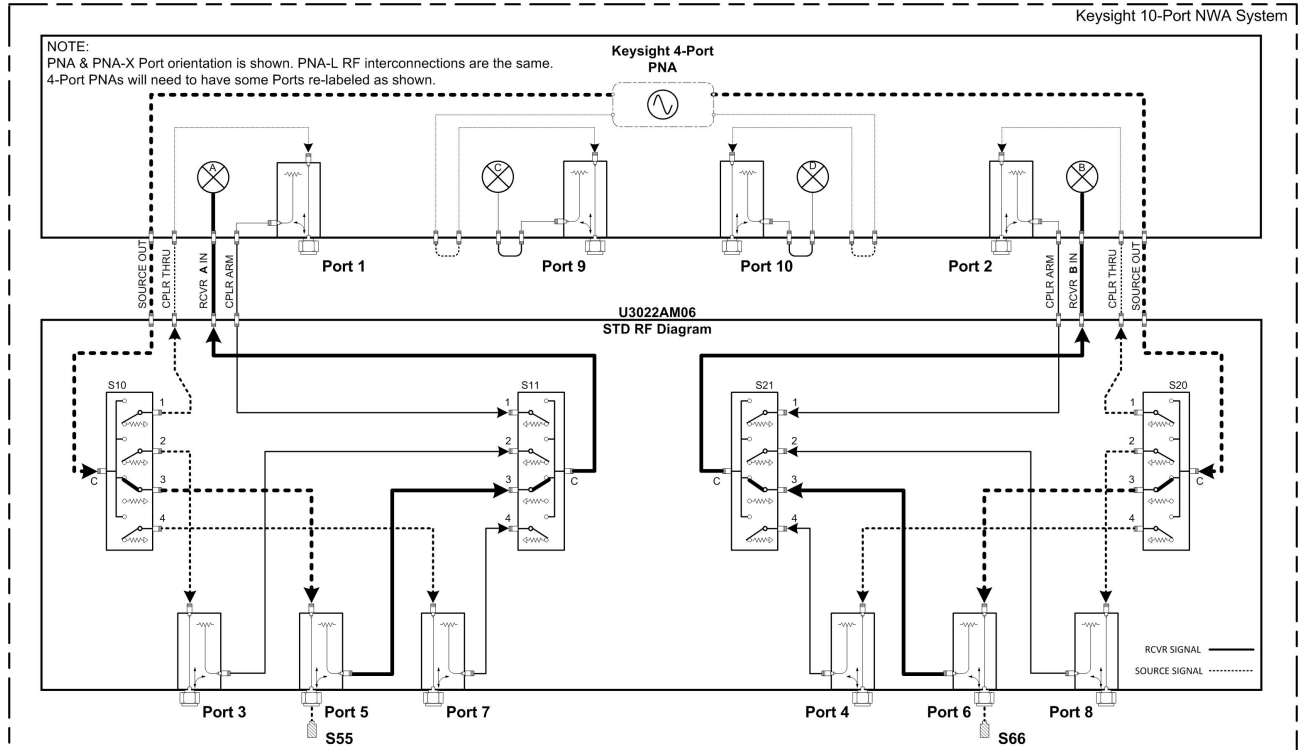 Keysight 10-Port NWA System
NOTE:
PNA & PNA-X Port orientation is shown. PNA-L RF interconnections are the same.
4-Port PNAs will need to have some Ports re-labeled as shown.
Keysight 4-Port
PNA
A
C
D
B
Port 1
Port 9
Port 10
Port 2
SOURCE OUT
CPLR THRU
RCVR A IN
CPLR ARM
CPLR ARM
RCVR B IN
CPLR THRU
SOURCE OUT
U3022AM06
STD RF Diagram
S10
S11
S21
S20
1
2
3
4
C
1
2
3
4
C
1
2
3
4
C
1
2
3
4
C
RCVR SIGNAL
SOURCE SIGNAL
Port 3
Port 5
Port 7
Port 4
Port 6
Port 8
S55
S66